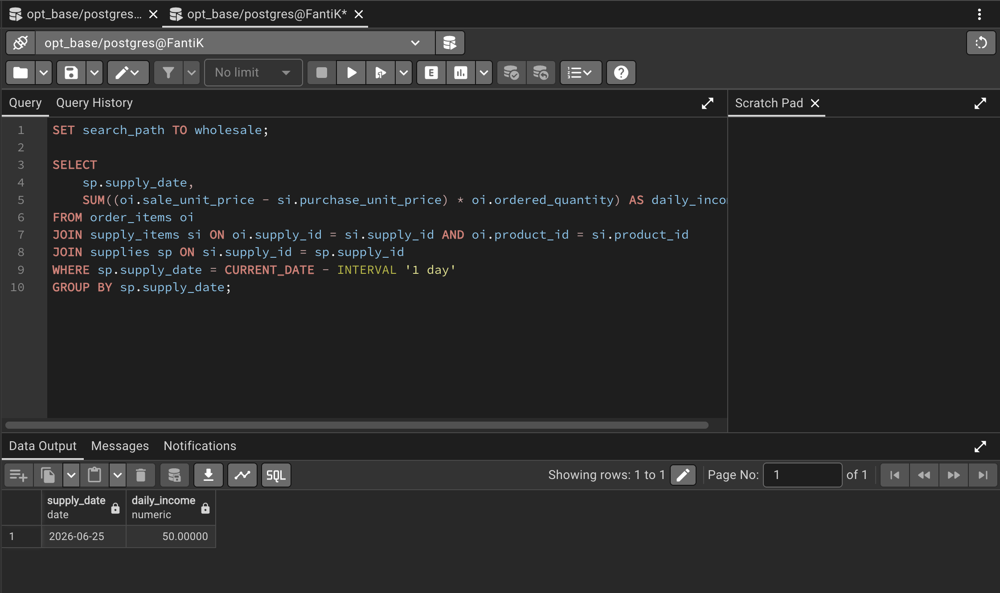 opt_base/postgres... opt_base/postgres@FantiK*
opt_base/postgres@FantiK
No limit
Query Query History Scratch Pad
1 SET search_path TO wholesale;
2
3 SELECT
4 sp.supply_date,
5 SUM((oi.sale_unit_price - si.purchase_unit_price) * oi.ordered_quantity) AS daily_inco
6 FROM order_items oi
7 JOIN supply_items si ON oi.supply_id = si.supply_id AND oi.product_id = si.product_id
8 JOIN supplies sp ON si.supply_id = sp.supply_id
9 WHERE sp.supply_date = CURRENT_DATE - INTERVAL '1 day'
10 GROUP BY sp.supply_date;
Data Output Messages Notifications
SQL Showing rows: 1 to 1 Page No: 1 of 1
supply_date daily_income
date numeric
1 2026-06-25 50.00000